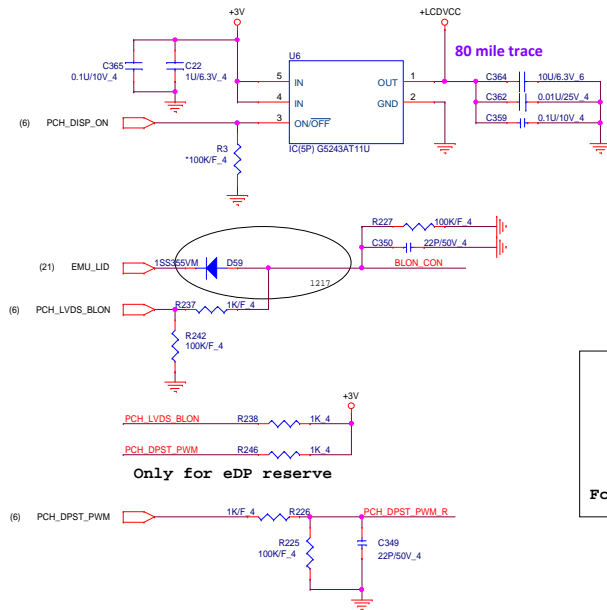 +3V
+LCDVCC
80 mile trace
C365
0.1U/10V_4
C22
1U/6.3V_4
U6
5
IN
OUT
1
4
IN
GND
2
3
ON/OFF
IC(5P) G5243AT11U
C364
10U/6.3V_6
C362
0.01U/25V_4
C359
0.1U/10V_4
(6)
PCH_DISP_ON
R3
*100K/F_4
R227
100K/F_4
C350
22P/50V_4
(21)
EMU_LID
1SS355VM
D59
BLON_CON
1217
(6)
PCH_LVDS_BLON
R237
1K/F_4
R242
100K/F_4
+3V
PCH_LVDS_BLON
R238
1K_4
PCH_DPST_PWM
R246
1K_4
Only for eDP reserve
Fo
(6)
PCH_DPST_PWM
1K/F_4
R226
PCH_DPST_PWM_R
R225
100K/F_4
C349
22P/50V_4